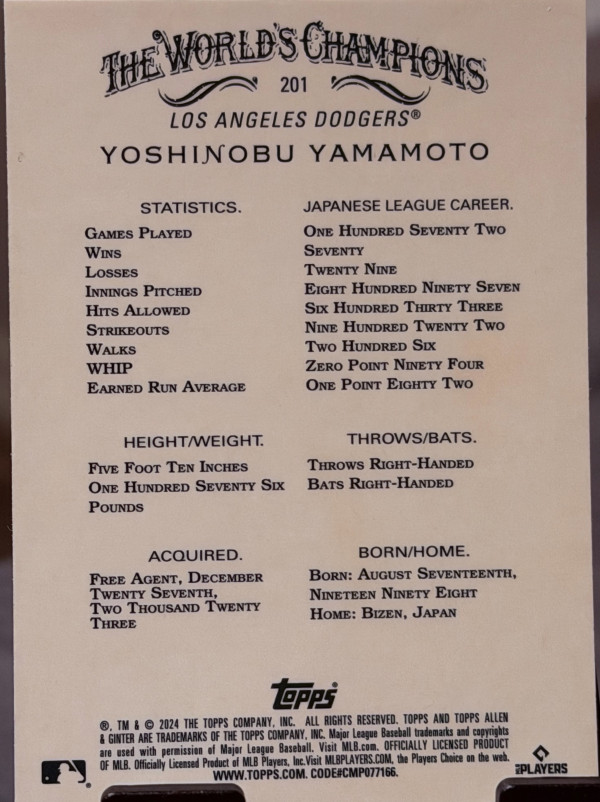 THE WORLD'S CHAMPIONS
201
LOS ANGELES DODGERS®
YOSHINOBU YAMAMOTO
STATISTICS.
GAMES PLAYED
WINS
LOSSES
INNINGS PITCHED
HITS ALLOWED
STRIKEOUTS
WALKS
WHIP
EARNED RUN AVERAGE
JAPANESE LEAGUE CAREER.
ONE HUNDRED SEVENTY TWO
SEVENTY
TWENTY NINE
EIGHT HUNDRED NINETY SEVEN
SIX HUNDRED THIRTY THREE
NINE HUNDRED TWENTY TWO
TWO HUNDRED SIX
ZERO POINT NINETY FOUR
ONE POINT EIGHTY TWO
HEIGHT/WEIGHT.
FIVE FOOT TEN INCHES
ONE HUNDRED SEVENTY SIX
POUNDS
THROWS/BATS.
THROWS RIGHT-HANDED
BATS RIGHT-HANDED
ACQUIRED.
FREE AGENT, DECEMBER
TWENTY SEVENTH,
TWO THOUSAND TWENTY
THREE
BORN/HOME.
BORN: AUGUST SEVENTEENTH,
NINETEEN NINETY EIGHT
HOME: BIZEN, JAPAN
topps®
®, TM & © 2024 THE TOPPS COMPANY, INC. ALL RIGHTS RESERVED. TOPPS AND TOPPS ALLEN
& GINTER ARE TRADEMARKS OF THE TOPPS COMPANY, INC. Major League Baseball trademarks and copyrights
are used with permission of Major League Baseball. Visit MLB.com. OFFICIALLY LICENSED PRODUCT
OF MLB. Officially Licensed Product of MLB Players, Inc.Visit MLBPLAYERS.COM, the Players Choice on the web.
WWW.TOPPS.COM. CODE#CMP077166.
MLB PLAYERS